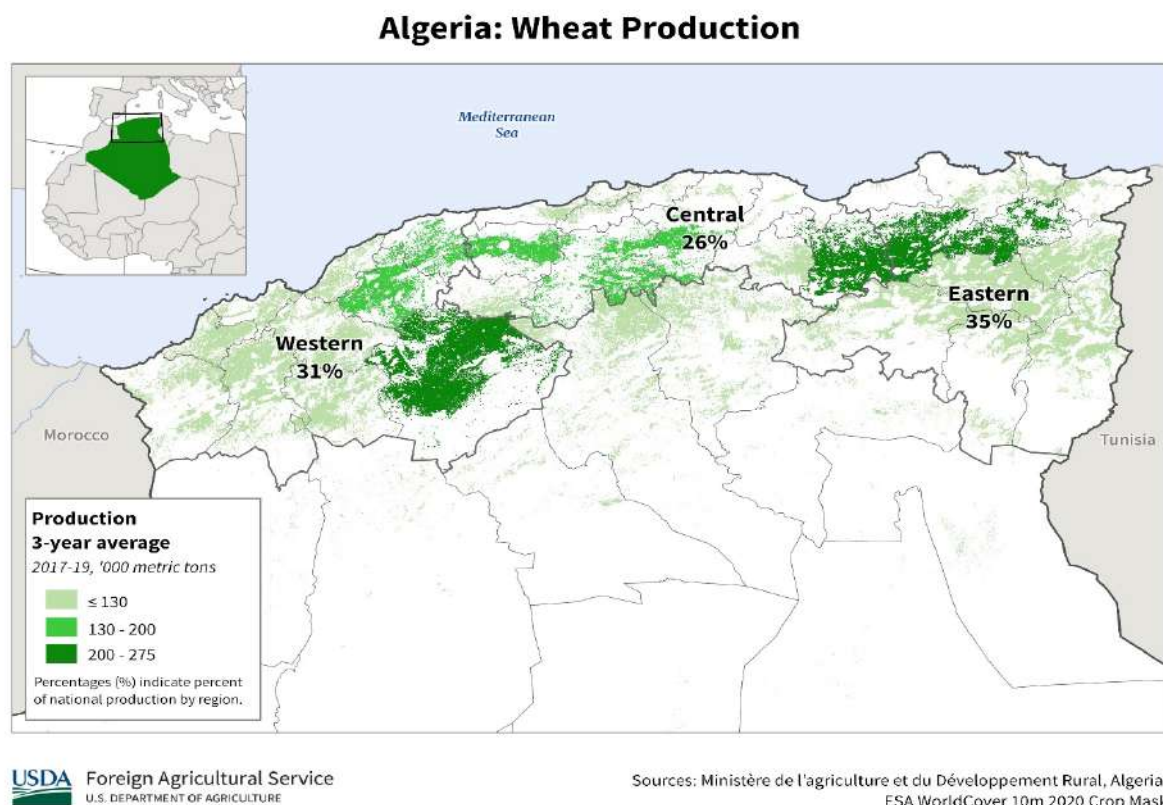 Algeria: Wheat Production
Mediterranean
Sea
Central
26%
Eastern
35%
Western
31%
Morocco
Tunisia
Production
3-year average
2017-19, '000 metric tons
≤ 130
130 - 200
200 - 275
Percentages (%) indicate percent
of national production by region.
USDA
Foreign Agricultural Service
U.S. DEPARTMENT OF AGRICULTURE
Sources: Ministère de l'agriculture et du Développement Rural, Algeria
ESA WorldCover 10m 2020 Crop Mask